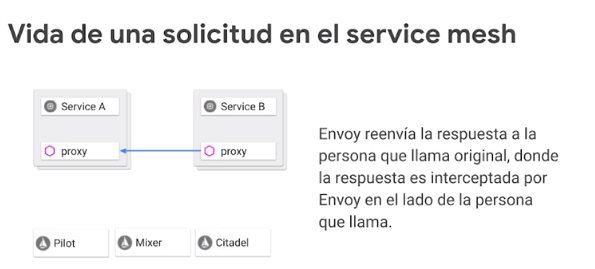 Vida de una solicitud en el service mesh
Service A
Service B
proxy
proxy
Envoy reenvía la respuesta a la
persona que llama original, donde
la respuesta es interceptada por
Envoy en el lado de la persona
que llama.
Pilot
Mixer
Citadel